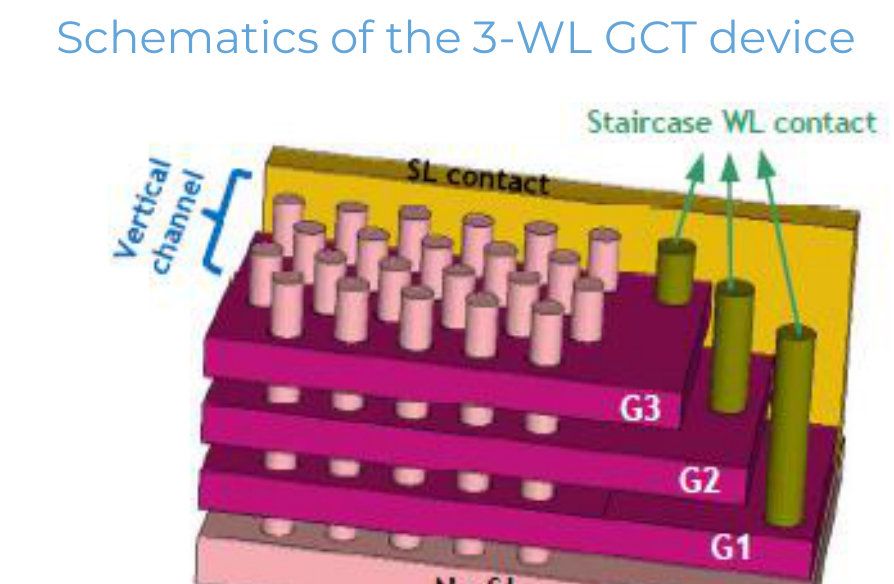 Schematics of the 3-WL GCT device
Staircase WL contact
SL contact
Vertical
channel
G3
G2
G1